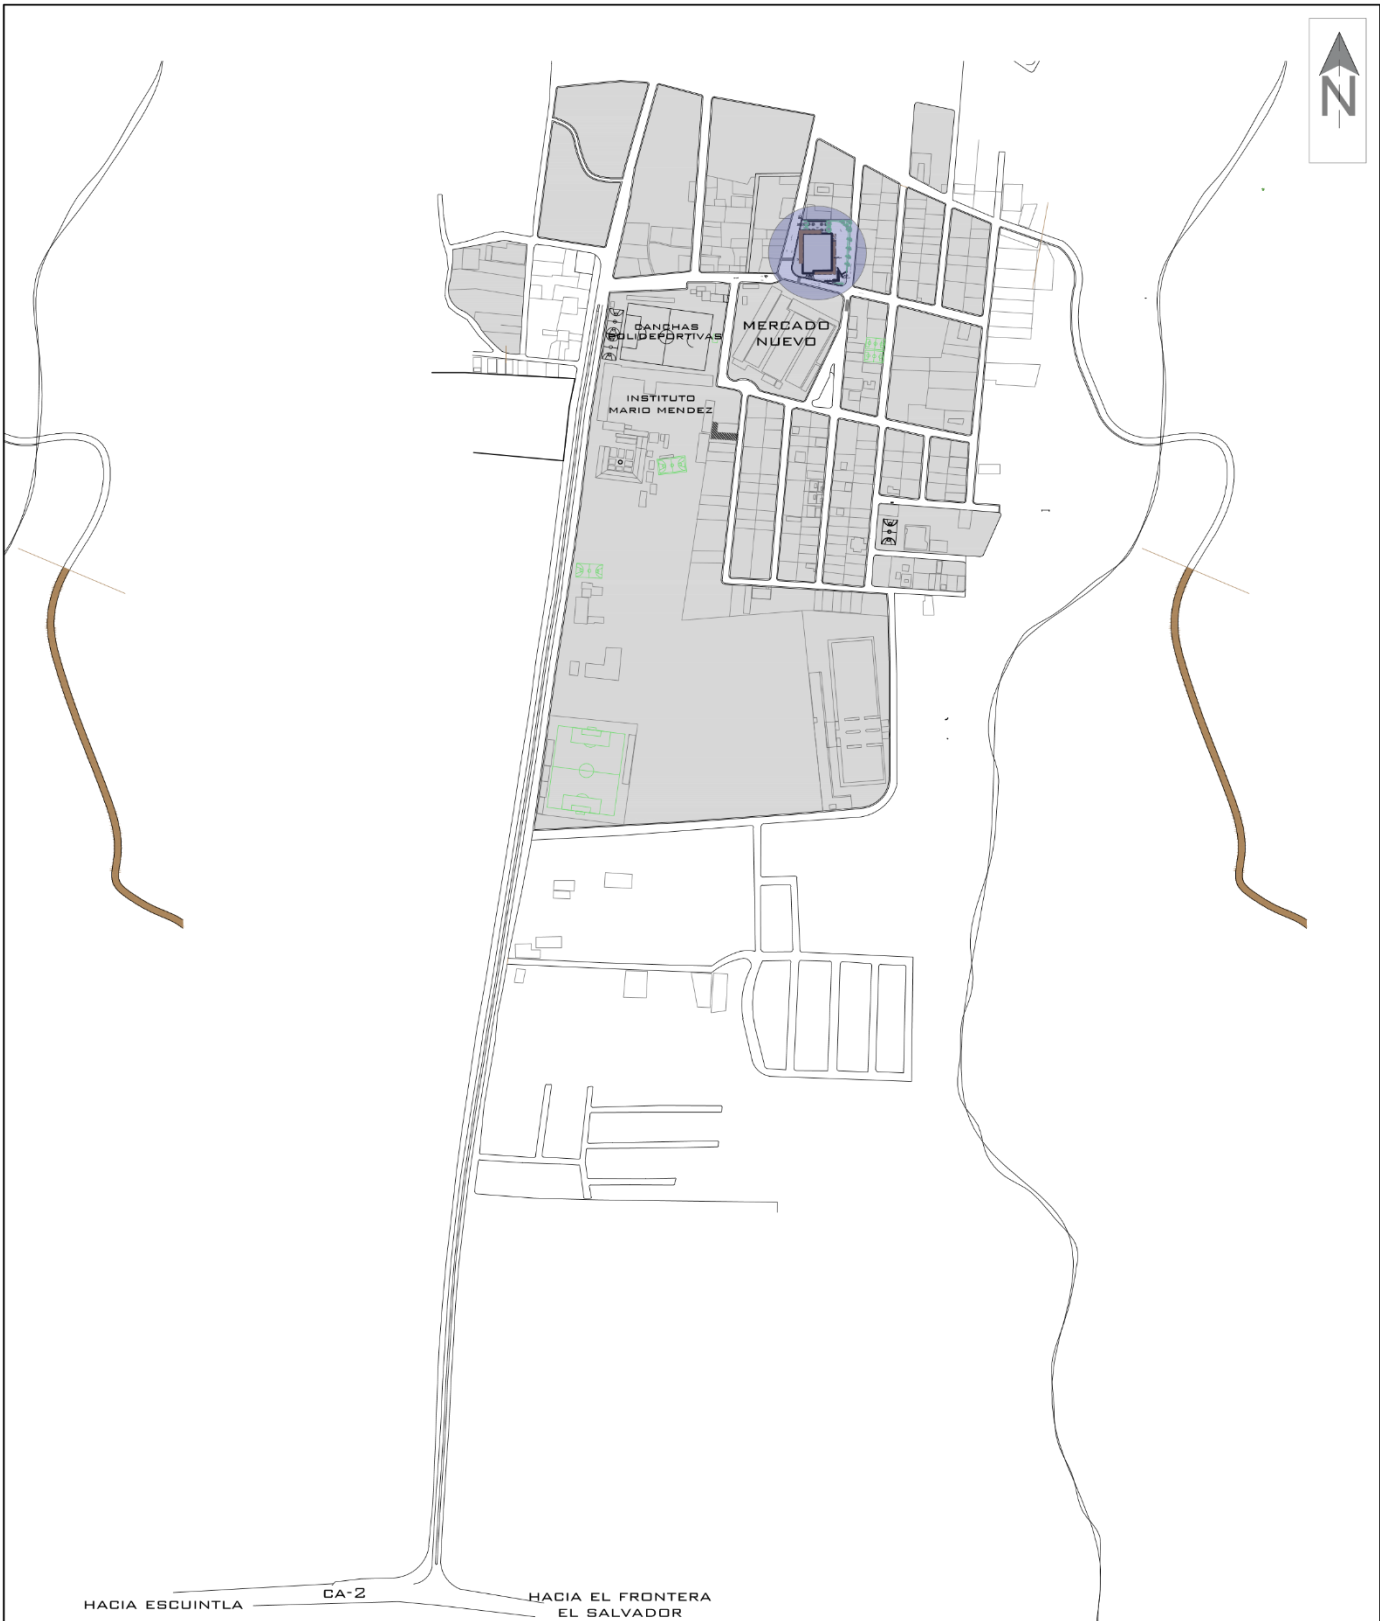 N
CANCHAS
POLIDEPORTIVAS
MERCADO
NUEVO
INSTITUTO
MARIO MENDEZ
CA-2
HACIA ESCUINTLA
HACIA EL FRONTERA
EL SALVADOR